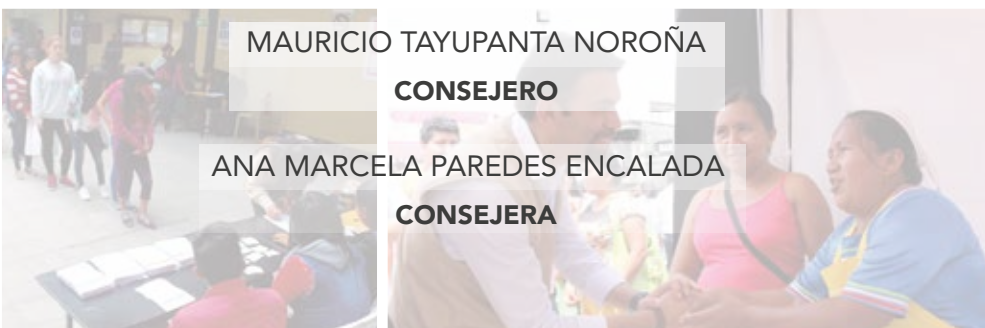 MAURICIO TAYUPANTA NOROÑA
CONSEJERO
ANA MARCELA PAREDES ENCALADA
CONSEJERA